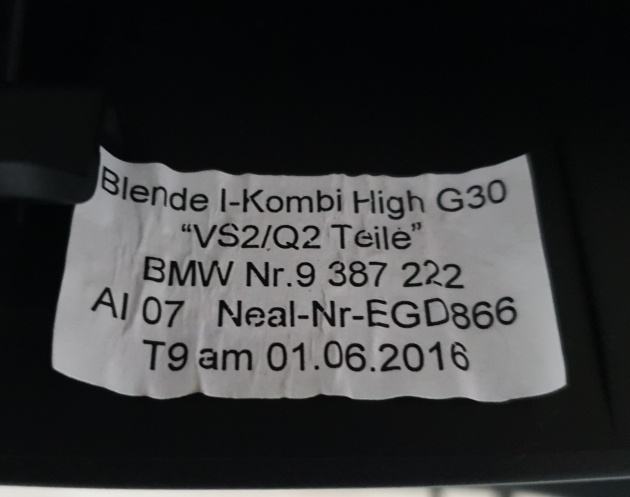 Blende I-Kombi High G30
“VS2/Q2 Teile”
BMW Nr.9 387 222
AI 07 Neal-Nr-EGD866
T9 am 01.06.2016